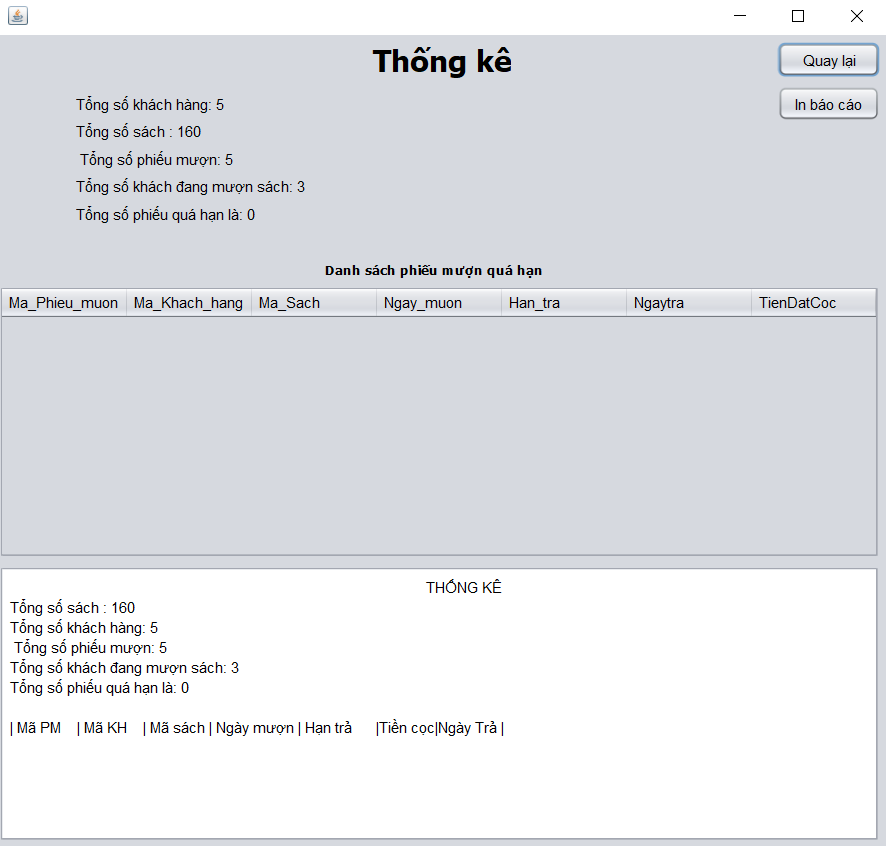 Thống kê
Quay lại
In báo cáo
Tổng số khách hàng: 5
Tổng số sách : 160
Tổng số phiếu mượn: 5
Tổng số khách đang mượn sách: 3
Tổng số phiếu quá hạn là: 0
Danh sách phiếu mượn quá hạn
Ma_Phieu_muon Ma_Khach_hang Ma_Sach Ngay_muon Han_tra Ngaytra TienDatCoc
THỐNG KÊ
Tổng số sách : 160
Tổng số khách hàng: 5
Tổng số phiếu mượn: 5
Tổng số khách đang mượn sách: 3
Tổng số phiếu quá hạn là: 0
| Mã PM | Mã KH | Mã sách | Ngày mượn | Hạn trả |Tiền cọc|Ngày Trả |